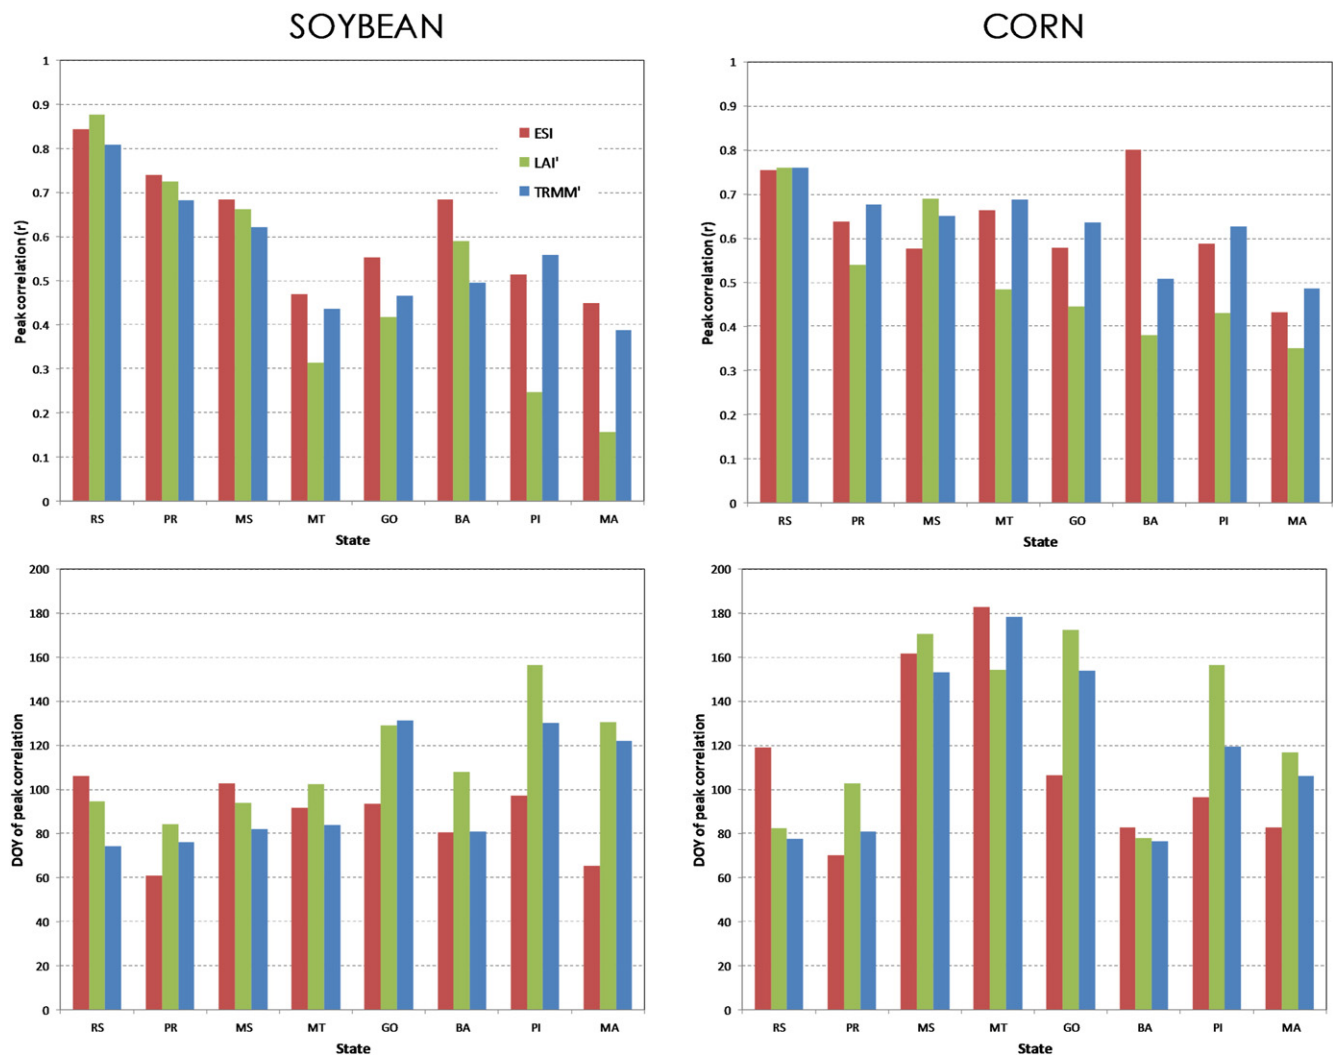 SOYBEAN
CORN
1
0.9
0.8
0.7
0.6
0.5
0.4
0.3
0.2
0.1
0
Peak correlation (r)
ESI
LAI'
TRMM'
RS PR MS MT GO BA PI MA
State
1
0.9
0.8
0.7
0.6
0.5
0.4
0.3
0.2
0.1
0
Peak correlation (r)
RS PR MS MT GO BA PI MA
State
200
180
160
140
120
100
80
60
40
20
0
DOY of peak correlation
RS PR MS MT GO BA PI MA
State
200
180
160
140
120
100
80
60
40
20
0
DOY of peak correlation
RS PR MS MT GO BA PI MA
State